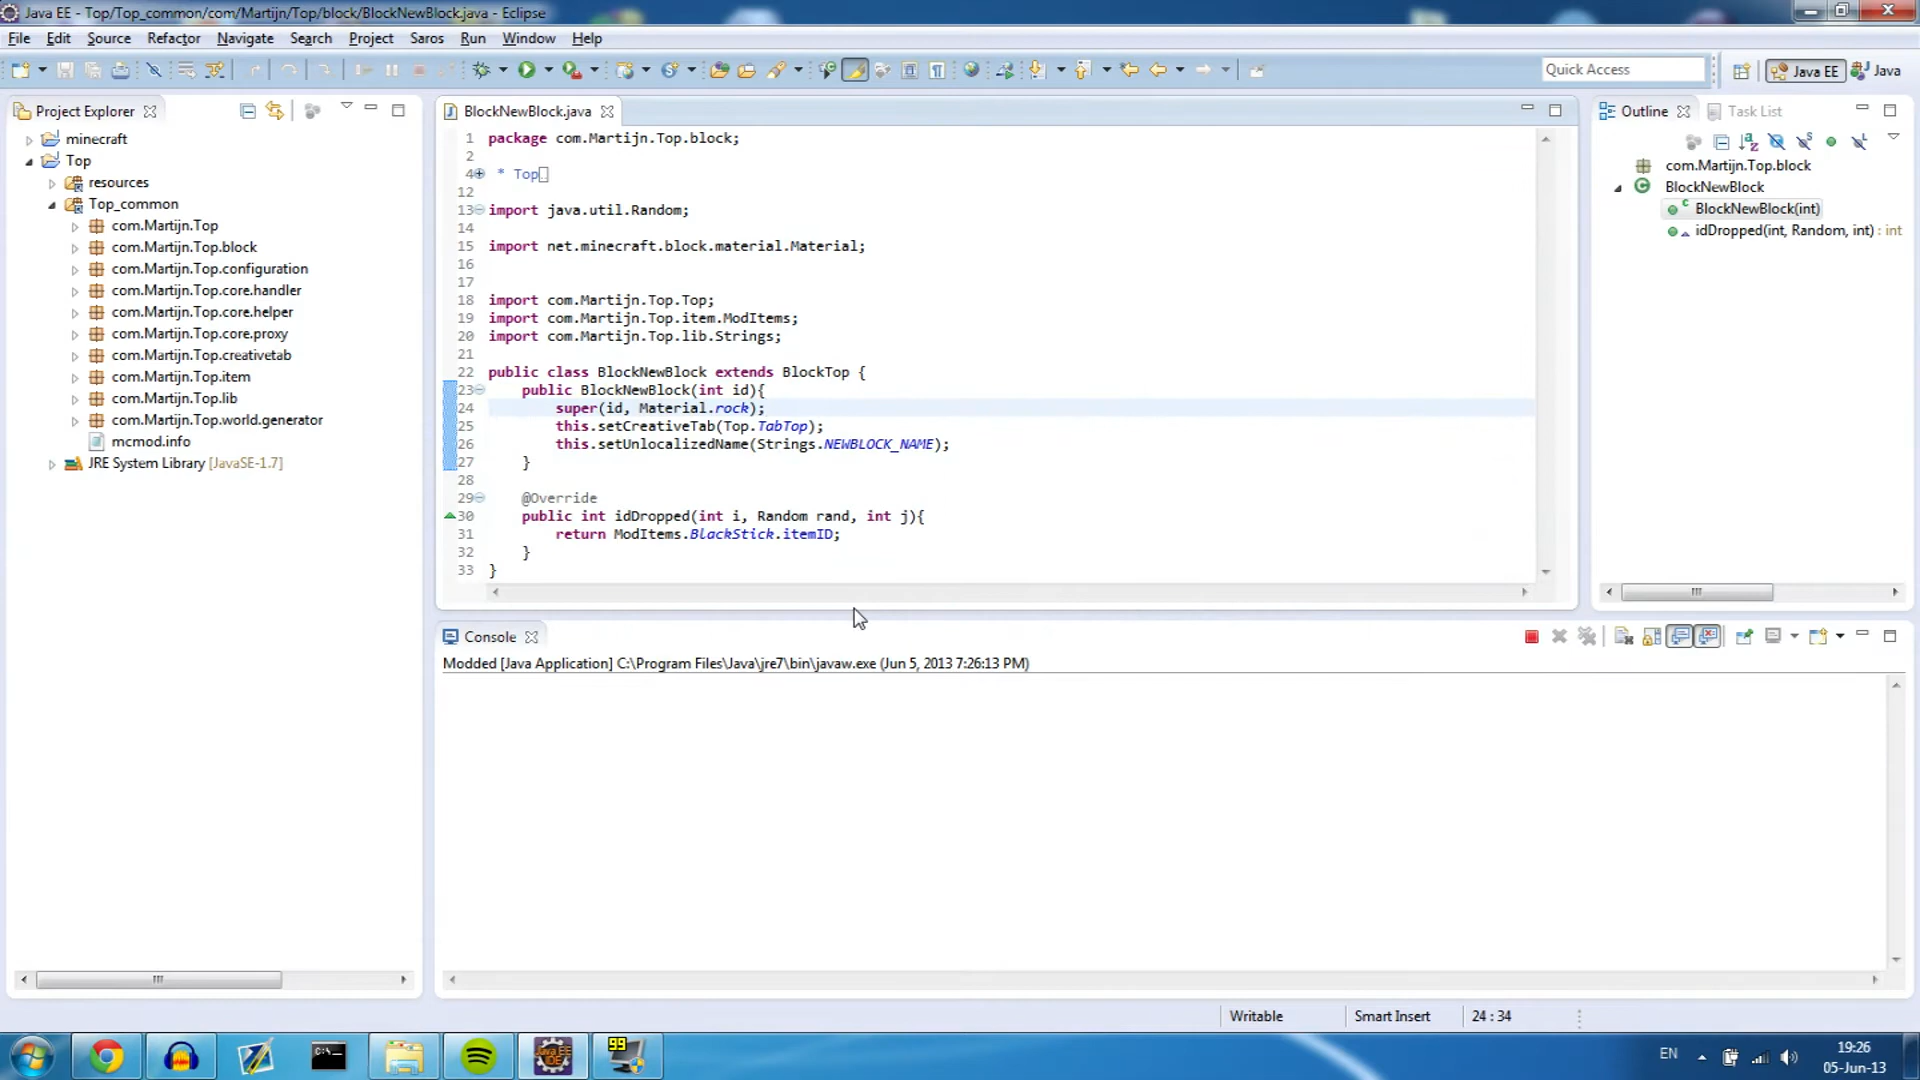 Java EE - Top/Top_common/com/Martijn/Top/block/BlockNewBlock.java - Eclipse
File Edit Source Refactor Navigate Search Project Saros Run Window Help
Quick Access
Java EE
Java
Project Explorer
minecraft
Top
resources
Top_common
com.Martijn.Top
com.Martijn.Top.block
com.Martijn.Top.configuration
com.Martijn.Top.core.handler
com.Martijn.Top.core.helper
com.Martijn.Top.core.proxy
com.Martijn.Top.creativetab
com.Martijn.Top.item
com.Martijn.Top.lib
com.Martijn.Top.world.generator
mcmod.info
JRE System Library [JavaSE-1.7]
BlockNewBlock.java
1 package com.Martijn.Top.block;
2
4 * Top
12
13 import java.util.Random;
14
15 import net.minecraft.block.material.Material;
16
17
18 import com.Martijn.Top.Top;
19 import com.Martijn.Top.item.ModItems;
20 import com.Martijn.Top.lib.Strings;
21
22 public class BlockNewBlock extends BlockTop {
23 public BlockNewBlock(int id){
24 super(id, Material.rock);
25 this.setCreativeTab(Top.TabTop);
26 this.setUnlocalizedName(Strings.NEWBLOCK_NAME);
27 }
28
29 @Override
30 public int idDropped(int i, Random rand, int j){
31 return ModItems.BlackStick.itemID;
32 }
33 }
Outline
Task List
com.Martijn.Top.block
BlockNewBlock
BlockNewBlock(int)
idDropped(int, Random, int) : int
Console
Modded [Java Application] C:\Program Files\Java\jre7\bin\javaw.exe (Jun 5, 2013 7:26:13 PM)
Writable
Smart Insert
24 : 34
C:\_
Java EE
IDE
99
EN
19:26
05-Jun-13